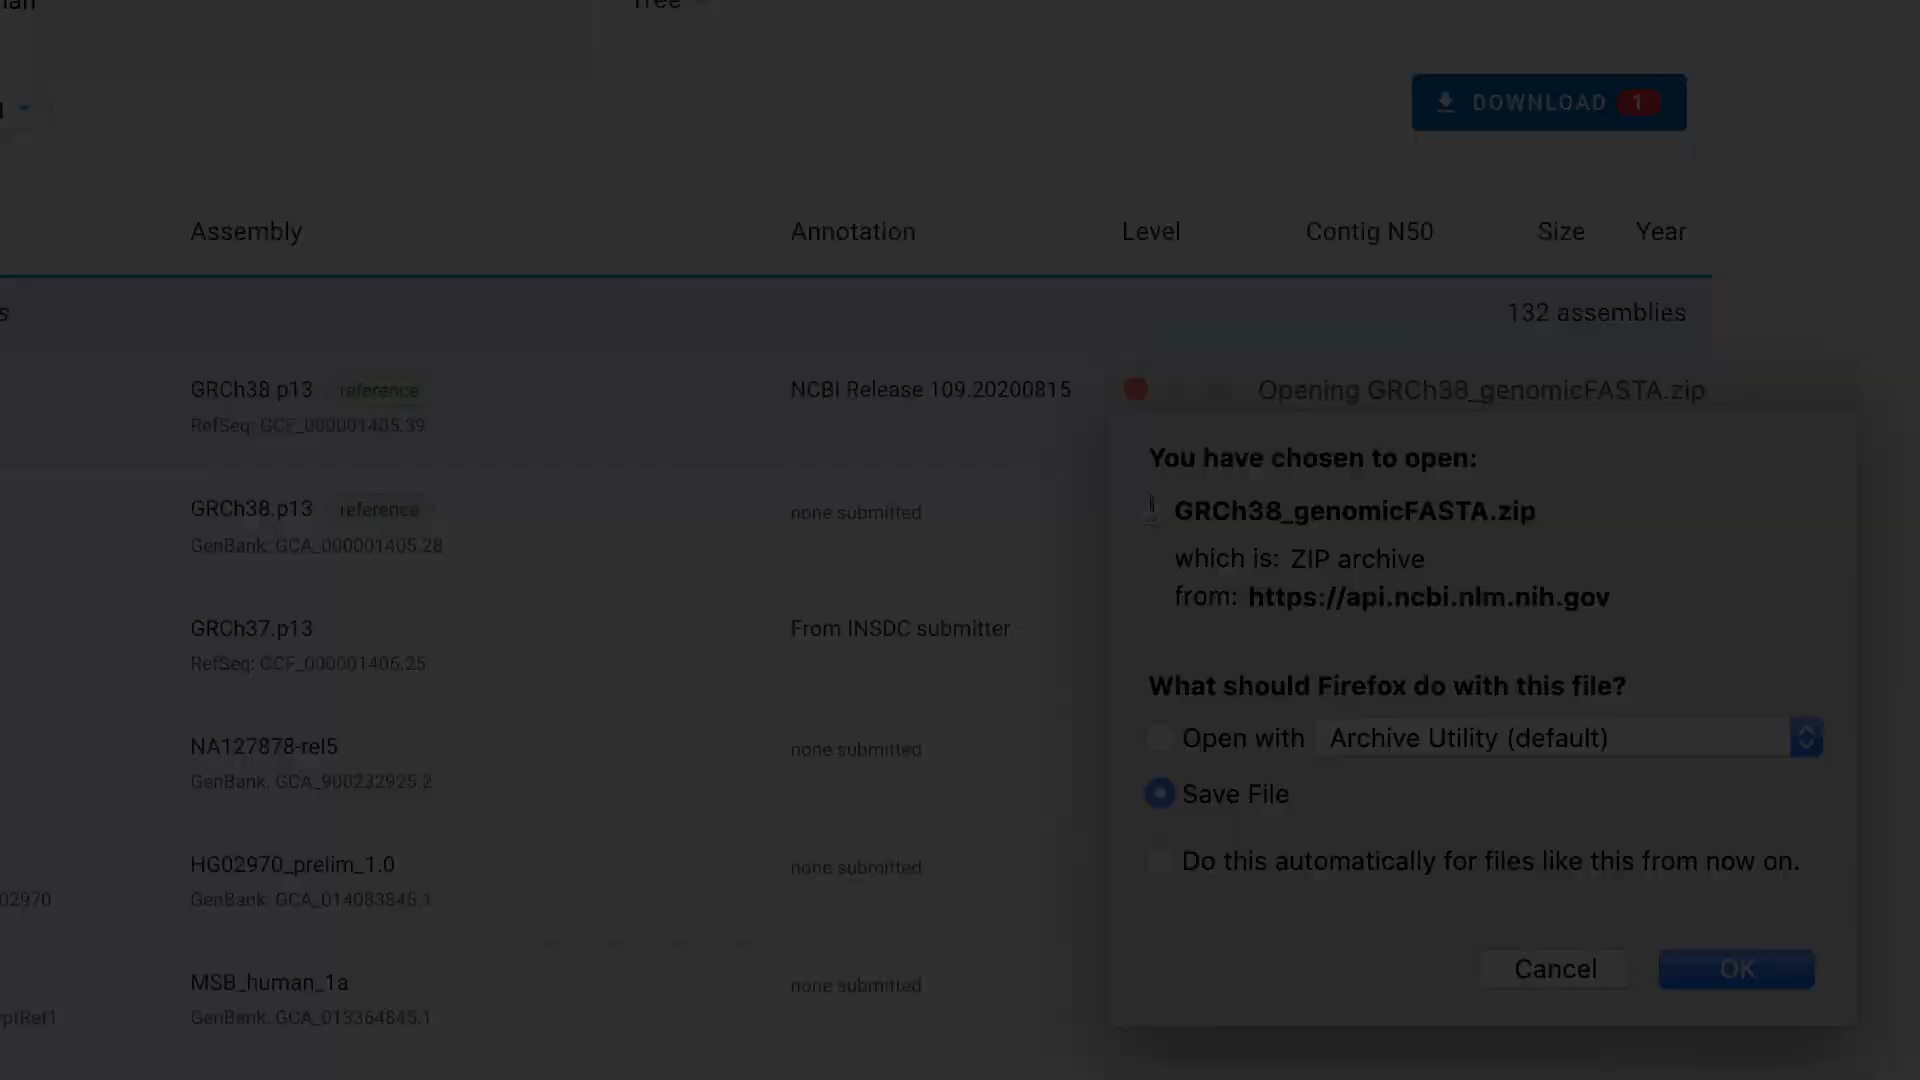 Tree
DOWNLOAD 1
Assembly Annotation Level Contig N50 Size Year
132 assemblies
GRCh38.p13 reference NCBI Release 109.20200815
RefSeq: GCF_000001405.39
GRCh38.p13 reference none submitted
GenBank: GCA_000001405.28
GRCh37.p13 From INSDC submitter
RefSeq: GCF_000001405.25
NA127878-rel5 none submitted
GenBank: GCA_900232925.2
HG02970_prelim_1.0 none submitted
02970 GenBank: GCA_014083845.1
MSB_human_1a none submitted
GenBank: GCA_013364845.1
Opening GRCh38_genomicFASTA.zip
You have chosen to open:
GRCh38_genomicFASTA.zip
which is: ZIP archive
from: https://api.ncbi.nlm.nih.gov
What should Firefox do with this file?
Open with Archive Utility (default)
Save File
Do this automatically for files like this from now on.
Cancel OK